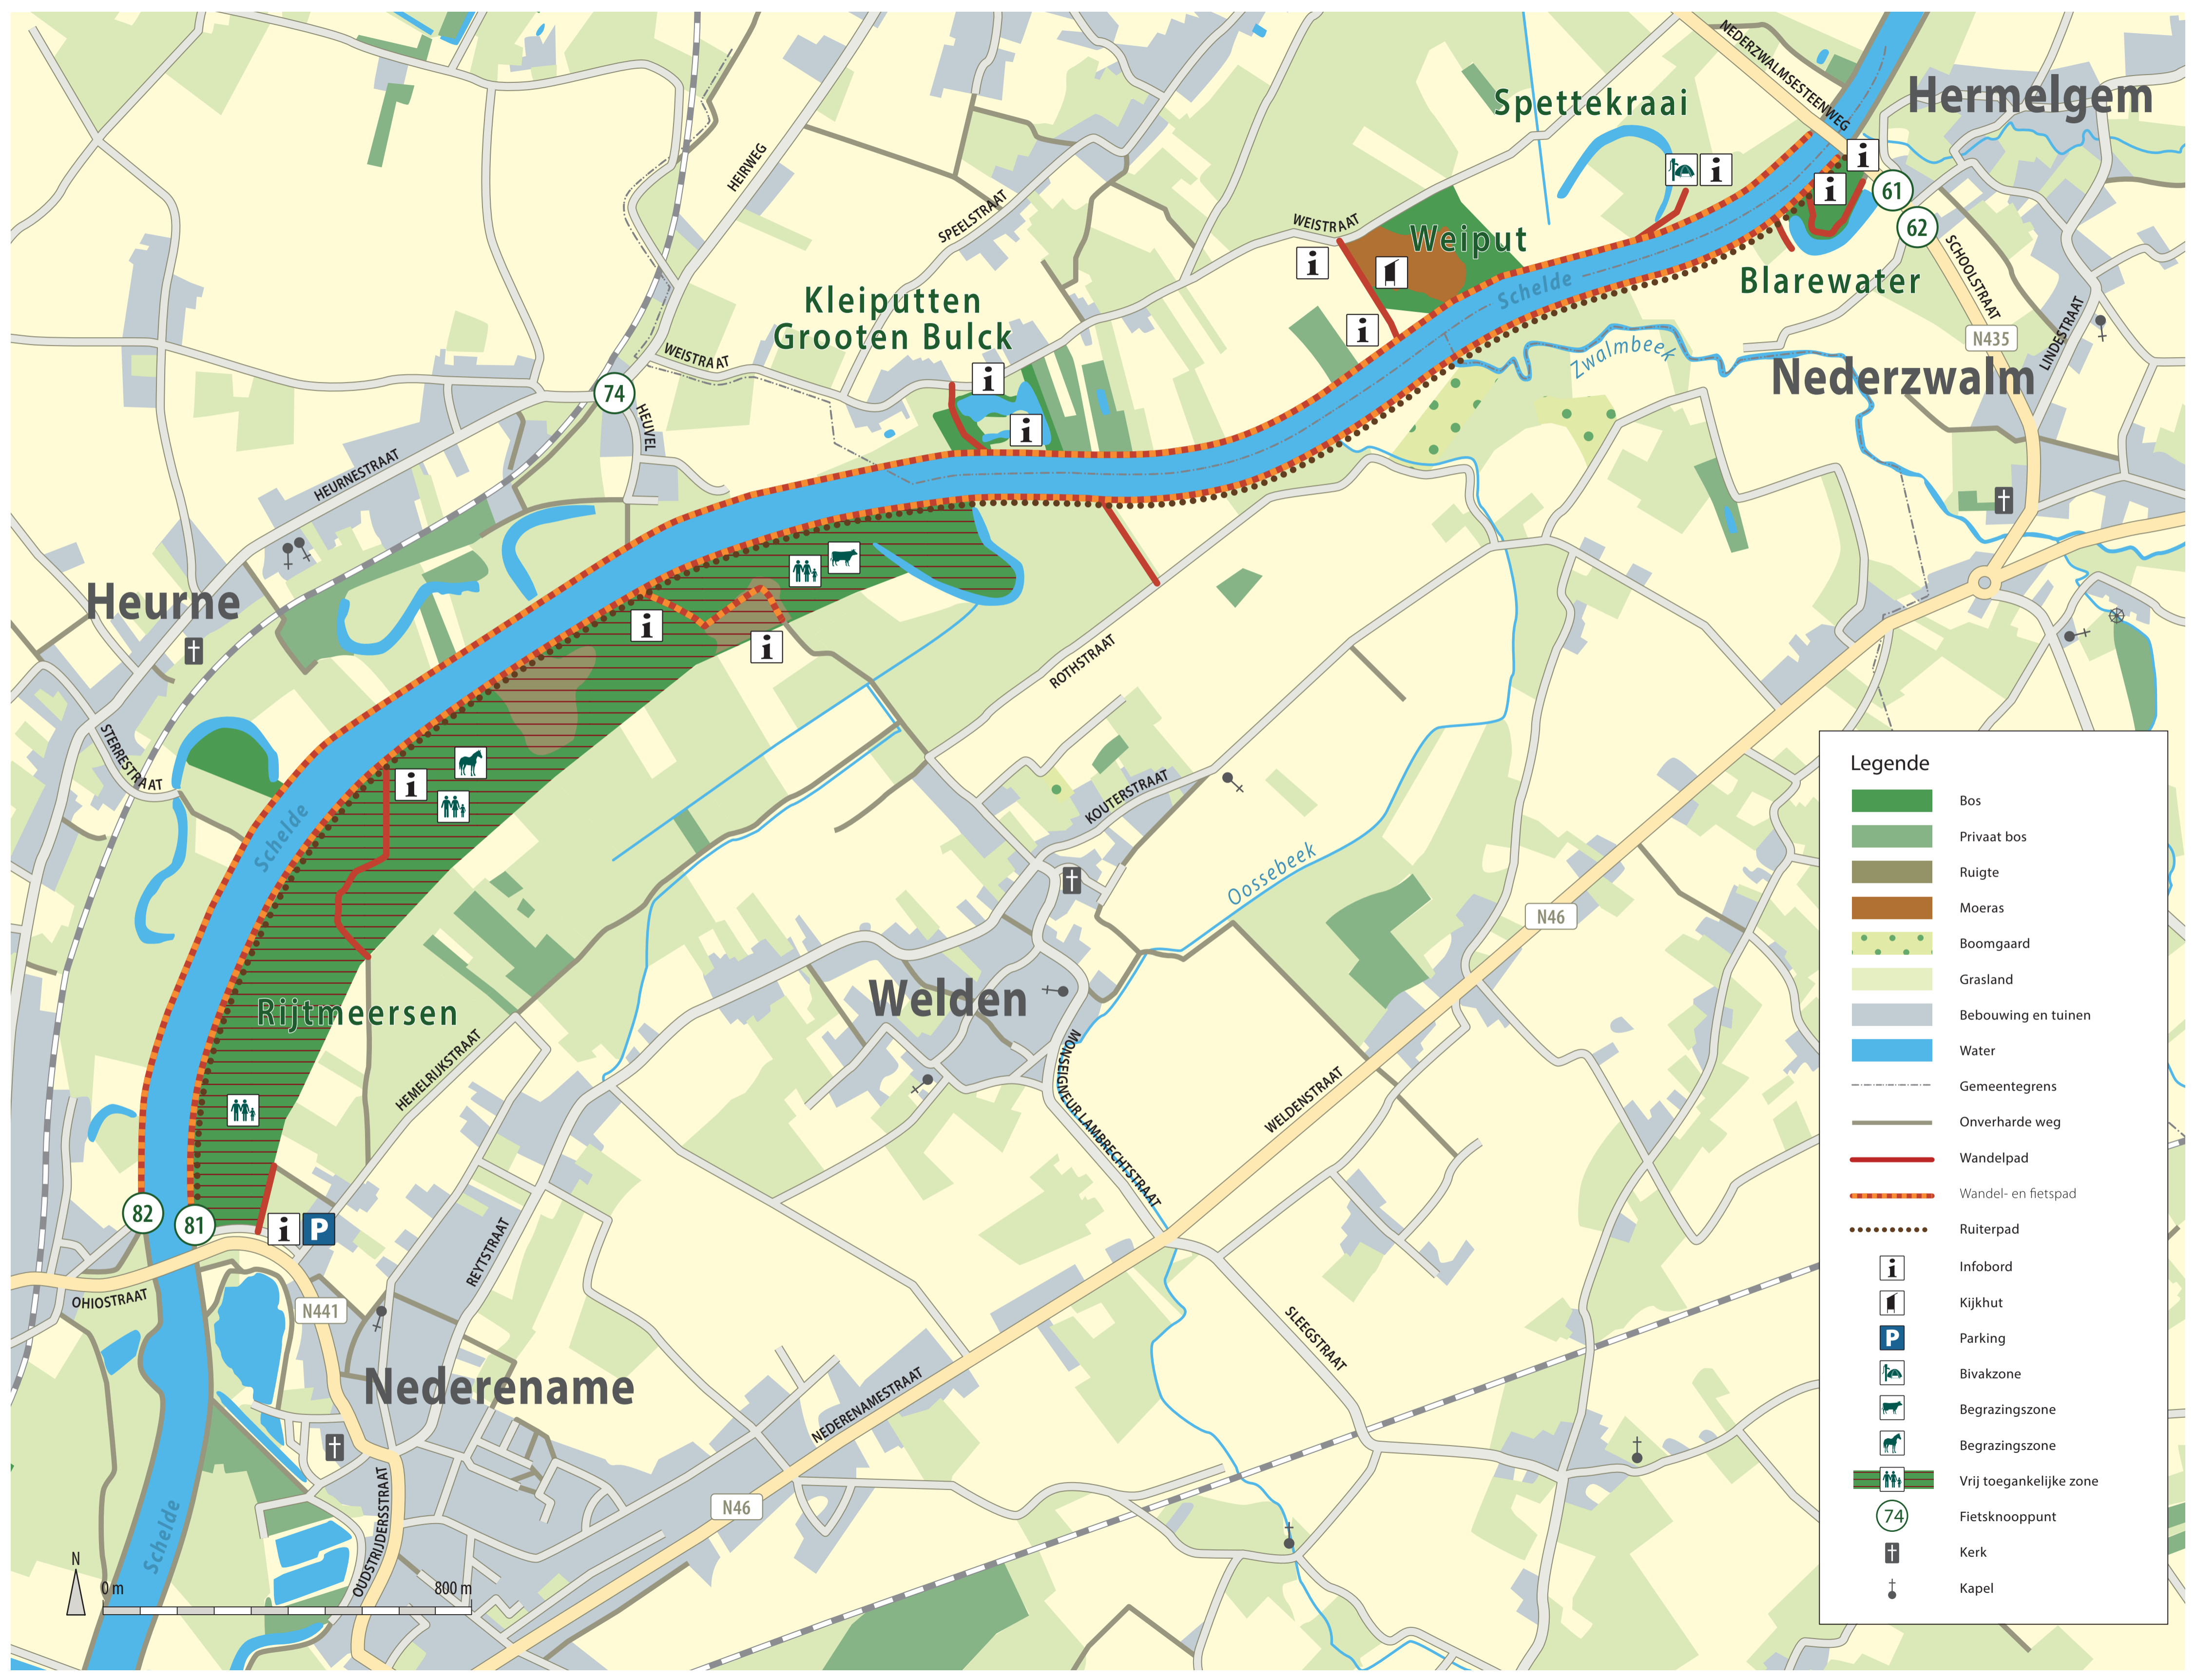 NEDERZWALMSESTEENWEG
Hermelgem
Spettekraai
HEIRWEG
i
i
i
61
62
SPEELSTRAAT
WEISTRAAT
Weiput
i
Schelde
Blarewater
SCHOOLSTRAAT
Kleiputten
Grooten Bulck
i
N435
LINDESTRAAT
WEISTRAAT
Zwalmbeek
Nederzwalm
i
74
HEUVEL
i
HEURNESTRAAT
Heurne
i
i
ROTHSTRAAT
STERRESTRAAT
i
KOUTERSTRAAT
Schelde
Oossebeek
N46
Welden
Rijtmeersen
HEMELRIJKSTRAAT
MONSEIGNEUR LAMBRECHTSTRAAT
WELDENSTRAAT
82
81
i
P
REYTSTRAAT
OHIOSTRAAT
N441
SLEEGSTRAAT
Nederename
NEDERENAMESTRAAT
N46
OUDSTRIJDERSSTRAAT
Schelde
N
0 m
800 m
Legende
Bos
Privaat bos
Ruigte
Moeras
Boomgaard
Grasland
Bebouwing en tuinen
Water
Gemeentegrens
Onverharde weg
Wandelpad
Wandel- en fietspad
Ruiterpad
i Infobord
Kijkhut
P Parking
Bivakzone
Begrazingszone
Begrazingszone
Vrij toegankelijke zone
74 Fietsknooppunt
Kerk
Kapel